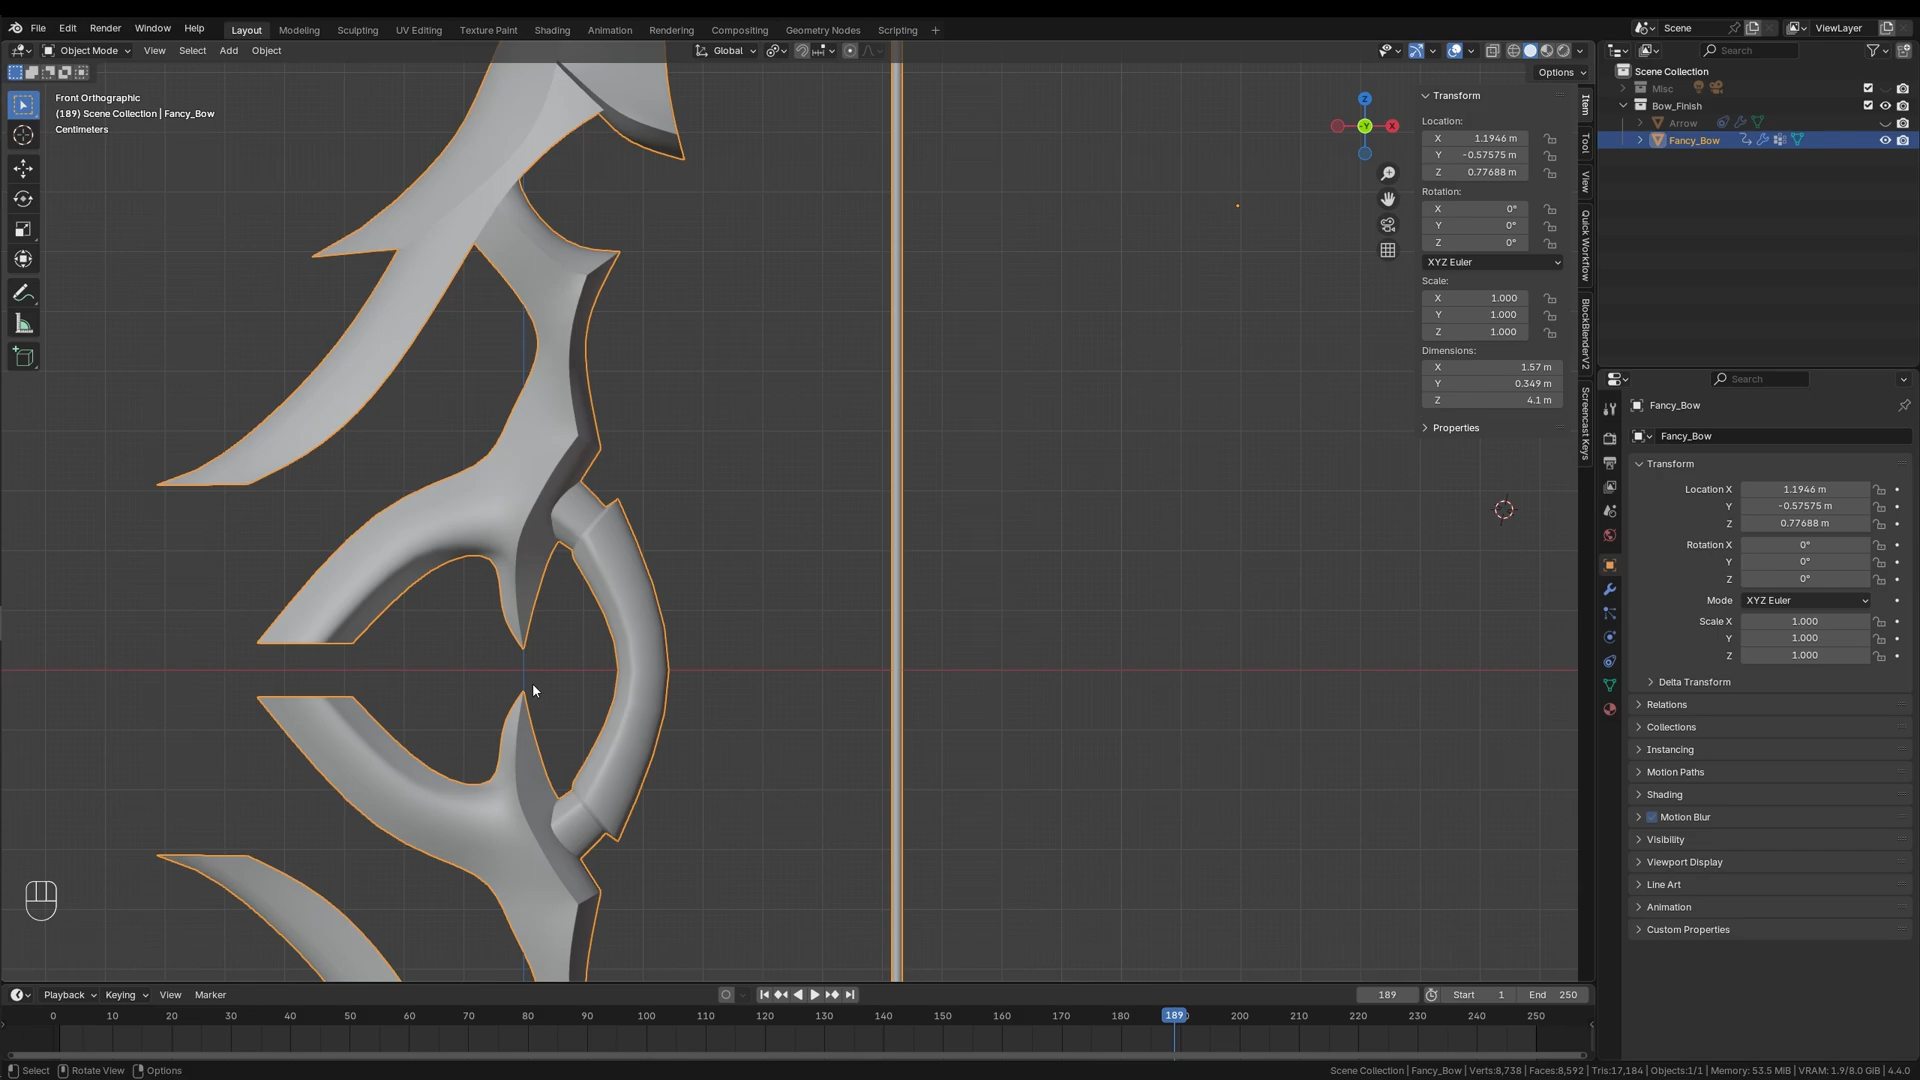 File Edit Render Window Help Layout Modeling Sculpting UV Editing Texture Paint Shading Animation Rendering Compositing Geometry Nodes Scripting + Scene ViewLayer
Object Mode View Select Add Object Global Search
Options
Front Orthographic
(189) Scene Collection | Fancy_Bow
Centimeters
Z
-Y
X
Transform
Location:
X 1.1946 m
Y -0.57575 m
Z 0.77688 m
Rotation:
X 0°
Y 0°
Z 0°
XYZ Euler
Scale:
X 1.000
Y 1.000
Z 1.000
Dimensions:
X 1.57 m
Y 0.349 m
Z 4.1 m
Properties
Item
Tool
View
Quick Workflow
BlockBlenderV2
Screencast Keys
Scene Collection
Misc
Bow_Finish
Arrow
Fancy_Bow
Search
Fancy_Bow
Fancy_Bow
Transform
Location X 1.1946 m
Y -0.57575 m
Z 0.77688 m
Rotation X 0°
Y 0°
Z 0°
Mode XYZ Euler
Scale X 1.000
Y 1.000
Z 1.000
Delta Transform
Relations
Collections
Instancing
Motion Paths
Shading
Motion Blur
Visibility
Viewport Display
Line Art
Animation
Custom Properties
Playback Keying View Marker 189 Start 1 End 250
0 10 20 30 40 50 60 70 80 90 100 110 120 130 140 150 160 170 189 200 210 220 230 240 250
Select Rotate View Options Scene Collection | Fancy_Bow | Verts:8,738 | Faces:8,592 | Tris:17,184 | Objects:1/1 | Memory: 53.5 MiB | VRAM: 1.9/8.0 GiB | 4.4.0